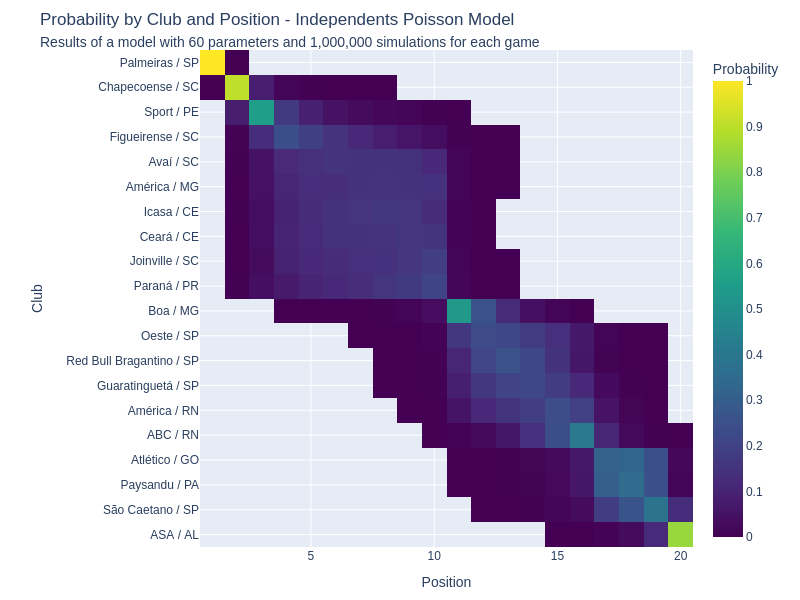 Probability by Club and Position - Independents Poisson Model
Results of a model with 60 parameters and 1,000,000 simulations for each game
Palmeiras / SP
Chapecoense / SC
Sport / PE
Figueirense / SC
Avaí / SC
América / MG
Icasa / CE
Ceará / CE
Joinville / SC
Paraná / PR
Boa / MG
Oeste / SP
Red Bull Bragantino / SP
Guaratinguetá / SP
América / RN
ABC / RN
Atlético / GO
Paysandu / PA
São Caetano / SP
ASA / AL
Club
5
10
15
20
Position
Probability
1
0.9
0.8
0.7
0.6
0.5
0.4
0.3
0.2
0.1
0